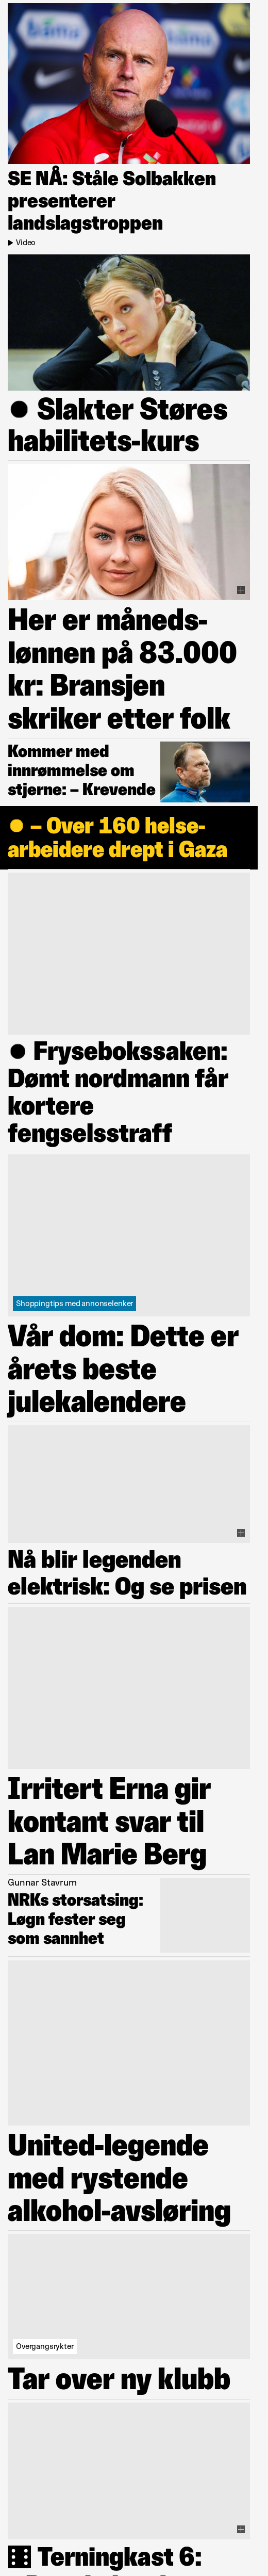 SE NÅ: Ståle Solbakken
presenterer
landslagstroppen
Video
Slakter Støres
habilitets-kurs
Her er måneds-
lønnen på 83.000
kr: Bransjen
skriker etter folk
Kommer med
innrømmelse om
stjerne: – Krevende
– Over 160 helse-
arbeidere drept i Gaza
Frysebokssaken:
Dømt nordmann får
kortere
fengselsstraff
Shoppingtips med annonselenker
Vår dom: Dette er
årets beste
julekalendere
Nå blir legenden
elektrisk: Og se prisen
Irritert Erna gir
kontant svar til
Lan Marie Berg
Gunnar Stavrum
NRKs storsatsing:
Løgn fester seg
som sannhet
United-legende
med rystende
alkohol-avsløring
Overgangsrykter
Tar over ny klubb
Terningkast 6: